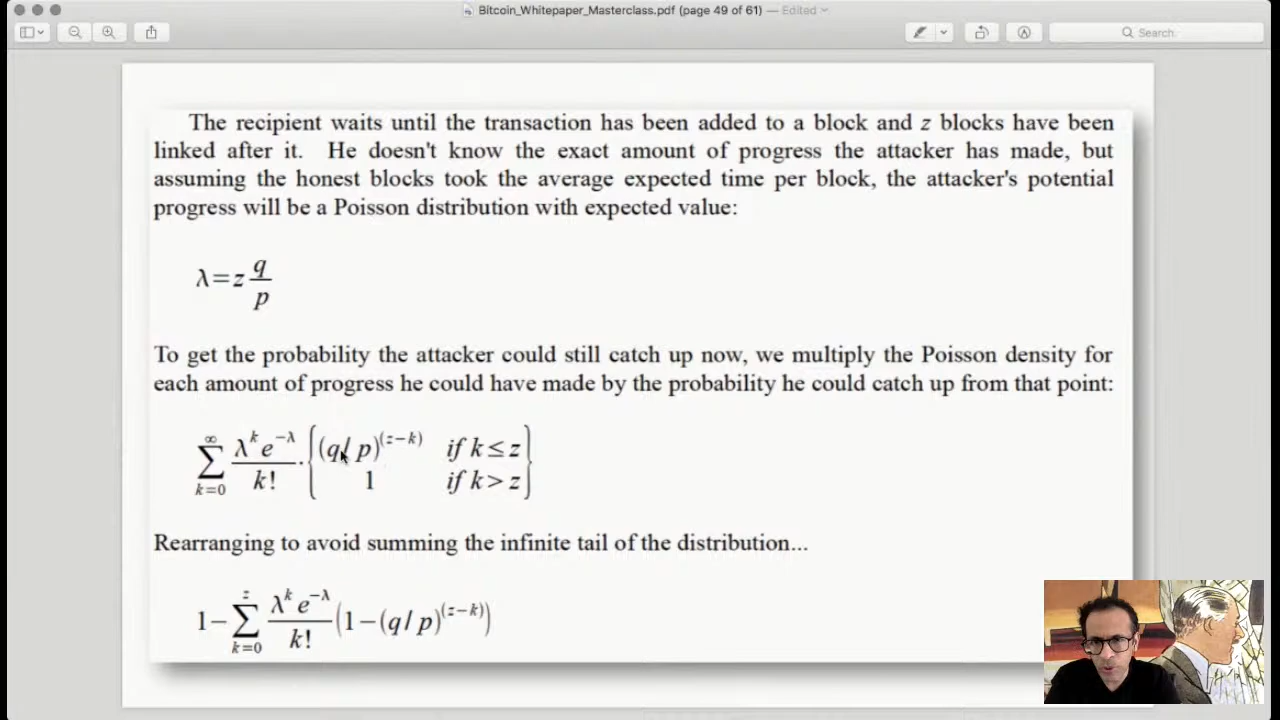 Bitcoin_Whitepaper_Masterclass.pdf (page 49 of 61) — Edited
Search
The recipient waits until the transaction has been added to a block and z blocks have been
linked after it. He doesn't know the exact amount of progress the attacker has made, but
assuming the honest blocks took the average expected time per block, the attacker's potential
progress will be a Poisson distribution with expected value:
λ=z q/p
To get the probability the attacker could still catch up now, we multiply the Poisson density for
each amount of progress he could have made by the probability he could catch up from that point:
∑_{k=0}^{∞} (λ^k e^{−λ})/k! · { (q/p)^{(z−k)} if k≤z
1 if k>z }
Rearranging to avoid summing the infinite tail of the distribution...
1−∑_{k=0}^{z} (λ^k e^{−λ})/k! (1−(q/p)^{(z−k)})